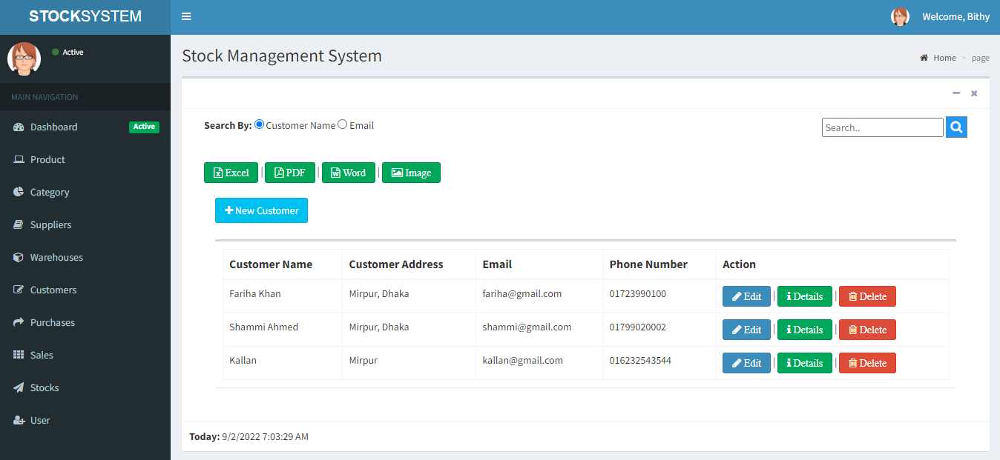 STOCKSYSTEM
Welcome, Bithy
Active
MAIN NAVIGATION
Dashboard Active
Product
Category
Suppliers
Warehouses
Customers
Purchases
Sales
Stocks
User
Stock Management System
Home > page
Search By: Customer Name Email
Search..
Excel | PDF | Word | Image
New Customer
Customer Name Customer Address Email Phone Number Action
Fariha Khan Mirpur, Dhaka fariha@gmail.com 01723990100 Edit | Details | Delete
Shammi Ahmed Mirpur, Dhaka shammi@gmail.com 01799020002 Edit | Details | Delete
Kallan Mirpur kallan@gmail.com 016232543544 Edit | Details | Delete
Today: 9/2/2022 7:03:29 AM